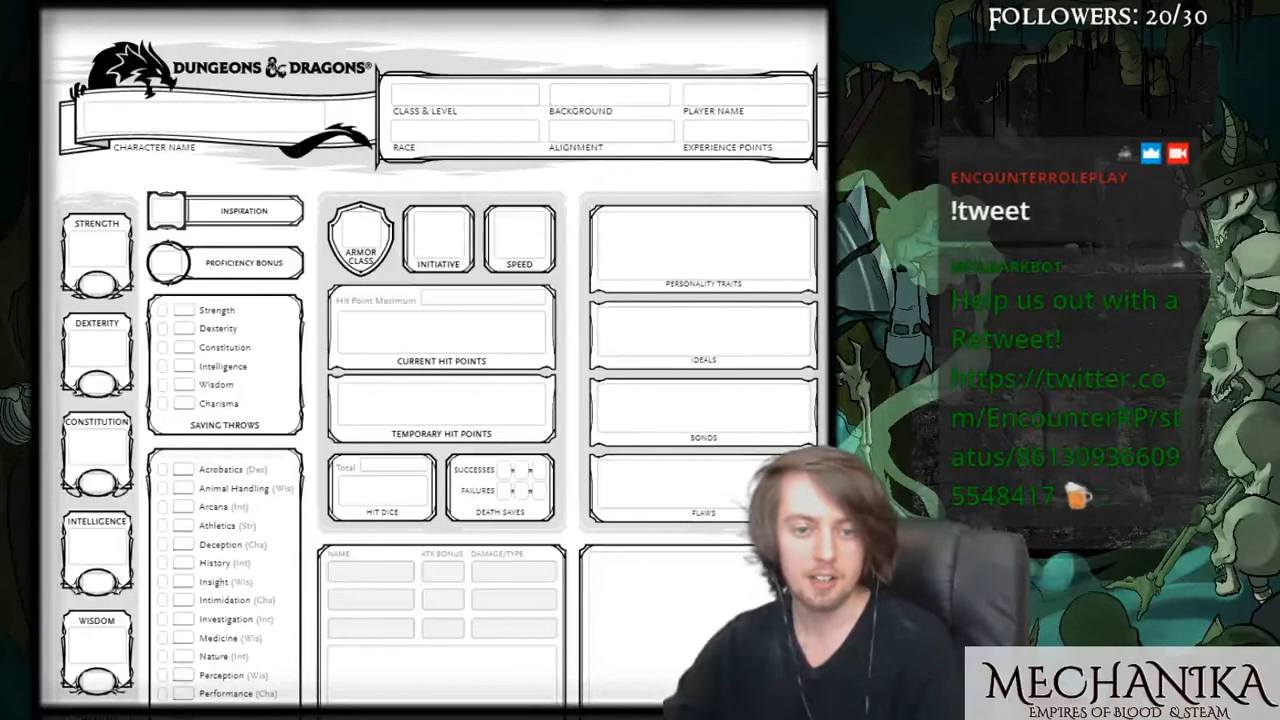 FOLLOWERS: 20/30
DUNGEONS & DRAGONS®
CHARACTER NAME
CLASS & LEVEL
BACKGROUND
PLAYER NAME
RACE
ALIGNMENT
EXPERIENCE POINTS
STRENGTH
DEXTERITY
CONSTITUTION
INTELLIGENCE
WISDOM
INSPIRATION
PROFICIENCY BONUS
Strength
Dexterity
Constitution
Intelligence
Wisdom
Charisma
SAVING THROWS
Acrobatics (Dex)
Animal Handling (Wis)
Arcana (Int)
Athletics (Str)
Deception (Cha)
History (Int)
Insight (Wis)
Intimidation (Cha)
Investigation (Int)
Medicine (Wis)
Nature (Int)
Perception (Wis)
Performance (Cha)
ARMOR
CLASS
INITIATIVE
SPEED
Hit Point Maximum
CURRENT HIT POINTS
TEMPORARY HIT POINTS
Total
HIT DICE
SUCCESSES
FAILURES
DEATH SAVES
NAME
ATK BONUS
DAMAGE/TYPE
PERSONALITY TRAITS
IDEALS
BONDS
FLAWS
ENCOUNTERROLEPLAY
!tweet
Help us out with a
Retweet!
https://twitter.co
m/EncounterRP/st
atus/86130936609
5548417
MECHANIKA
EMPIRES OF BLOOD & STEAM